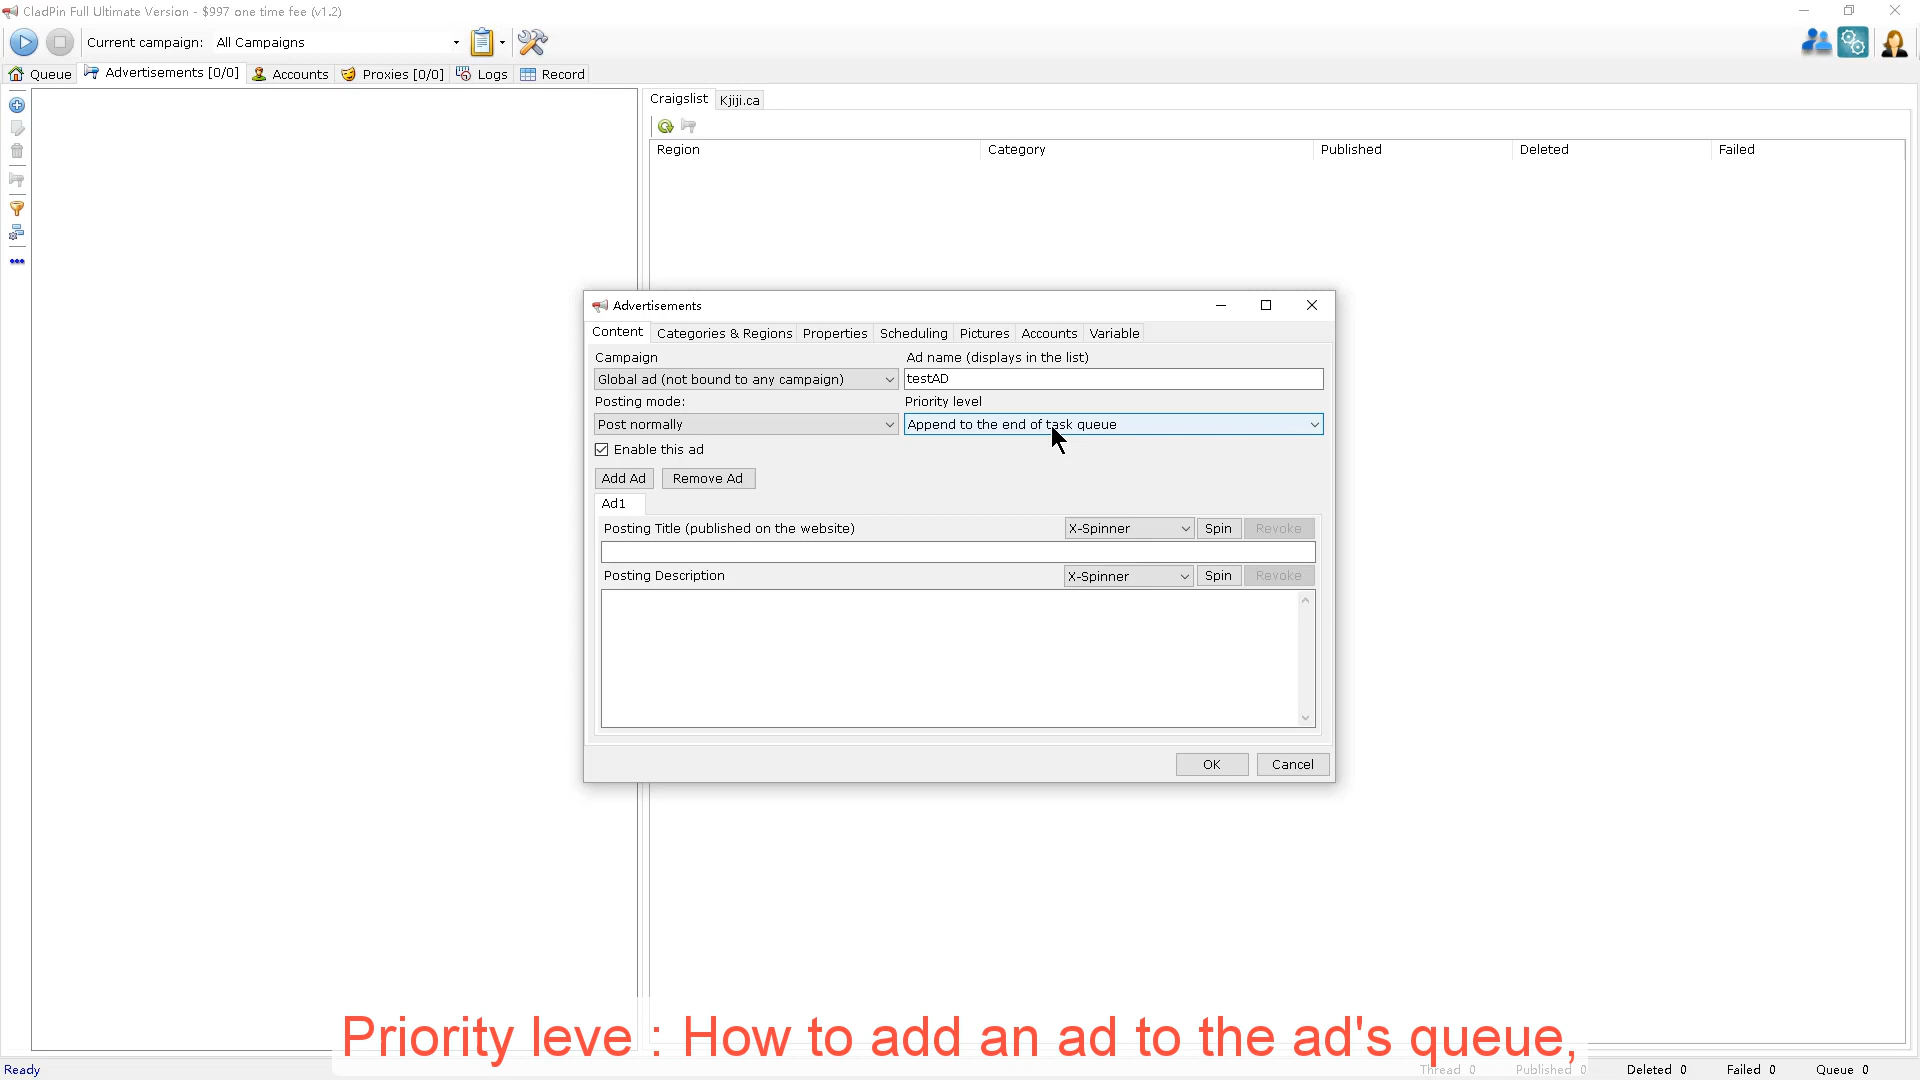 CladPin Full Ultimate Version - $997 one time fee (v1.2)
Current campaign: All Campaigns
Queue Advertisements [0/0] Accounts Proxies [0/0] Logs Record
Craigslist Kjiji.ca
Region Category Published Deleted Failed
Advertisements
Content Categories & Regions Properties Scheduling Pictures Accounts Variable
Campaign Ad name (displays in the list)
Global ad (not bound to any campaign) testAD
Posting mode: Priority level
Post normally Append to the end of task queue
Enable this ad
Add Ad Remove Ad
Ad1
Posting Title (published on the website) X-Spinner Spin Revoke
Posting Description X-Spinner Spin Revoke
OK Cancel
Priority leve : How to add an ad to the ad's queue,
Ready Thread 0 Published 0 Deleted 0 Failed 0 Queue 0